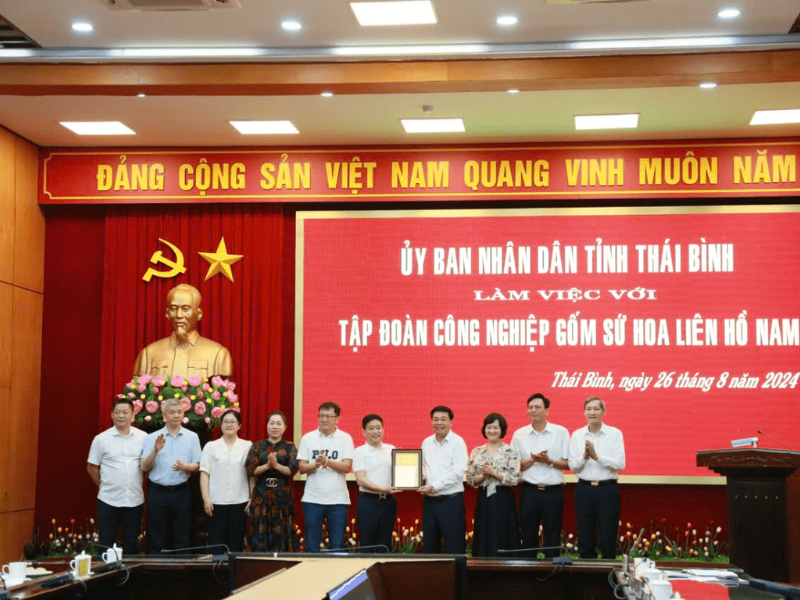 ĐẢNG CỘNG SẢN VIỆT NAM QUANG VINH MUÔN NĂM
ỦY BAN NHÂN DÂN TỈNH THÁI BÌNH
LÀM VIỆC VỚI
TẬP ĐOÀN CÔNG NGHIỆP GỐM SỨ HOA LIÊN HỒ NAM
Thái Bình, ngày 26 tháng 8 năm 2024
POLO